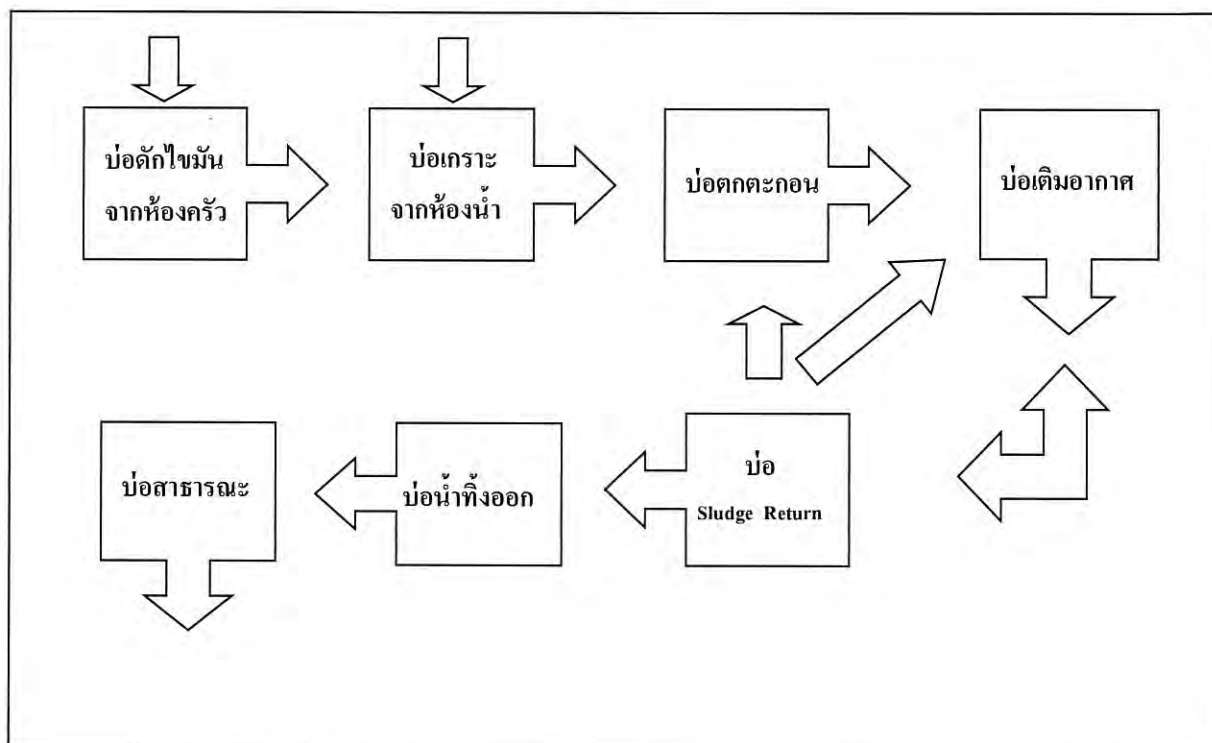 บ่อดักไขมัน
จากห้องครัว
บ่อเกราะ
จากห้องน้ำ
บ่อตกตะกอน
บ่อเติมอากาศ
บ่อสาธารณะ
บ่อน้ำทิ้งออก
บ่อ
Sludge Return